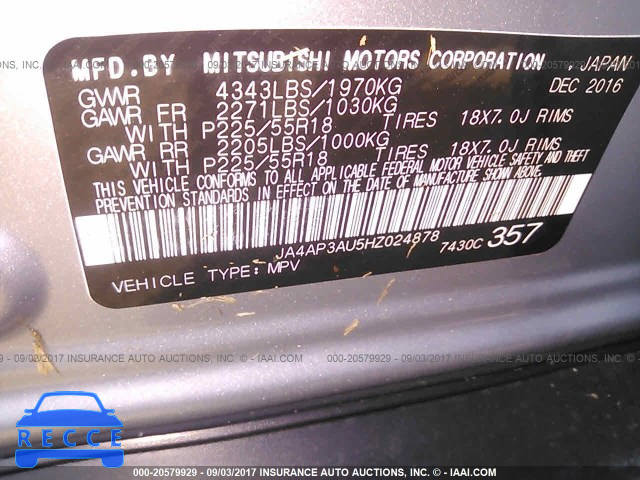 MFD.BY MITSUBISHI MOTORS CORPORATION JAPAN
GVWR 4343LBS/1970KG DEC 2016
GAWR FR 2271LBS/1030KG
WITH P225/55R18 TIRES 18X7.0J RIMS
GAWR RR 2205LBS/1000KG
WITH P225/55R18 TIRES 18X7.0J RIMS
THIS VEHICLE CONFORMS TO ALL APPLICABLE FEDERAL MOTOR VEHICLE SAFETY AND THEFT
PREVENTION STANDARDS IN EFFECT ON THE DATE OF MANUFACTURE SHOWN ABOVE.
JA4AP3AU5HZ024878 7430C 357
VEHICLE TYPE: MPV
000-20579929 - 09/03/2017 INSURANCE AUTO AUCTIONS, INC. - © IAAI.COM
RECCE